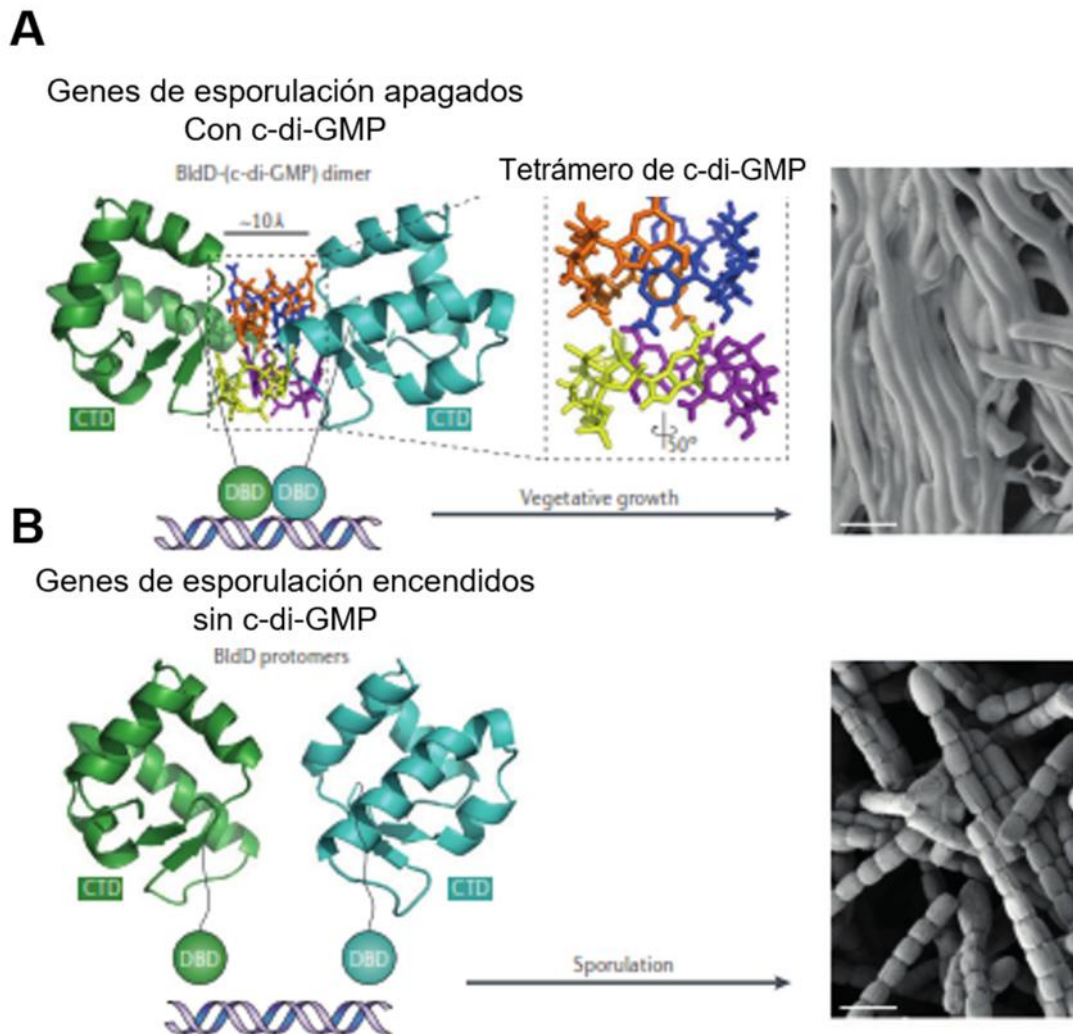 A
Genes de esporulación apagados
Con c-di-GMP
BldD-(c-di-GMP) dimer
~10Å
CTD
CTD
DBD
DBD
Tetrámero de c-di-GMP
50°
Vegetative growth
B
Genes de esporulación encendidos
sin c-di-GMP
BldD protomers
CTD
CTD
DBD
DBD
Sporulation